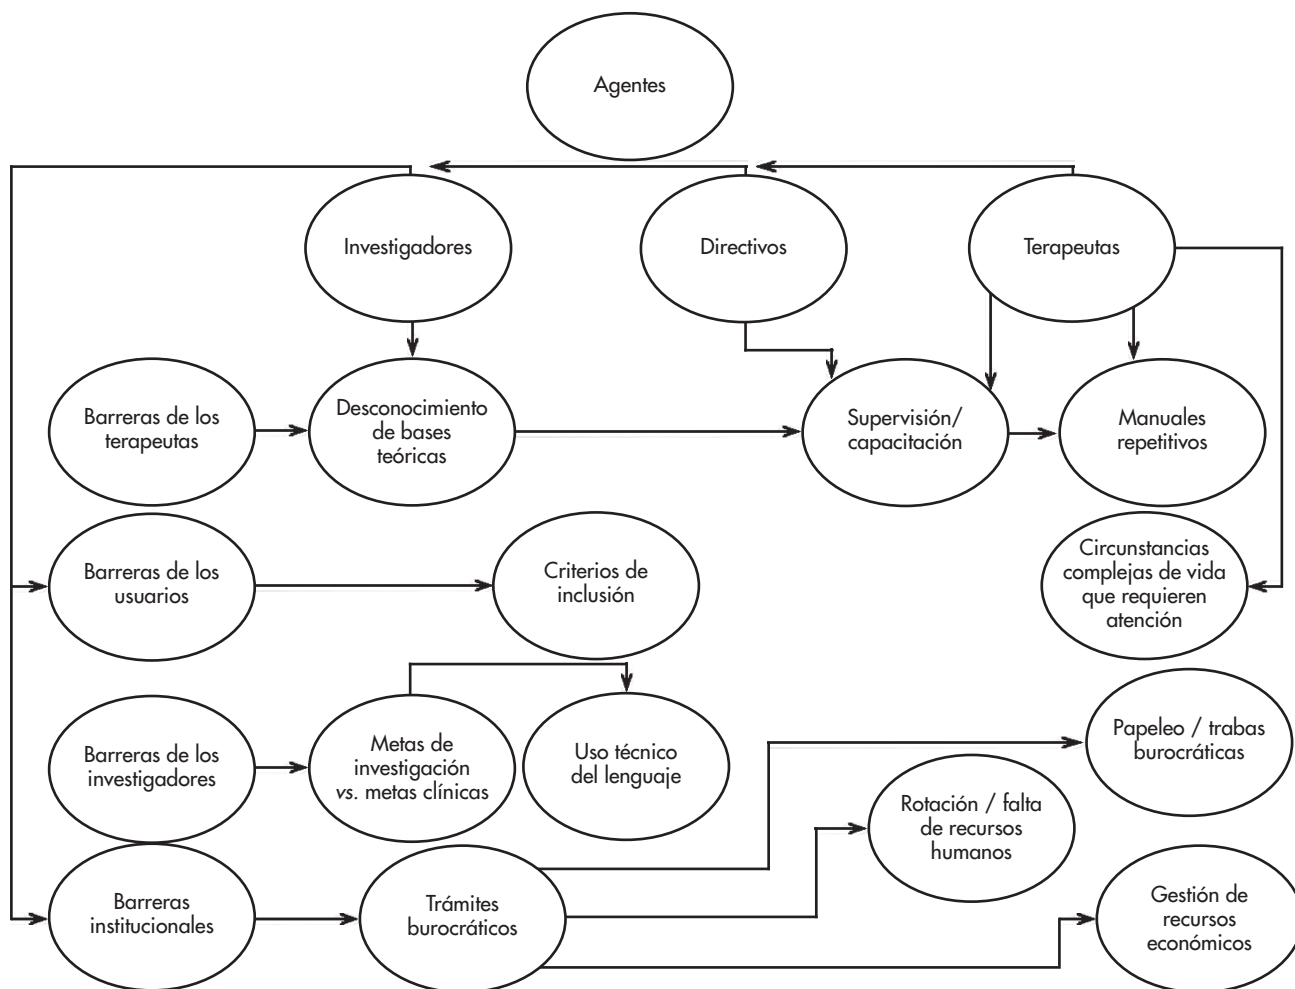 Agentes
Investigadores
Directivos
Terapeutas
Barreras de los
terapeutas
Desconocimiento
de bases
teóricas
Supervisión/
capacitación
Manuales
repetitivos
Barreras de los
usuarios
Criterios de
inclusión
Circunstancias
complejas de vida
que requieren
atención
Barreras de los
investigadores
Metas de
investigación
vs. metas clínicas
Uso técnico
del lenguaje
Papeleo / trabas
burocráticas
Rotación / falta
de recursos
humanos
Barreras
institucionales
Trámites
burocráticos
Gestión de
recursos
económicos